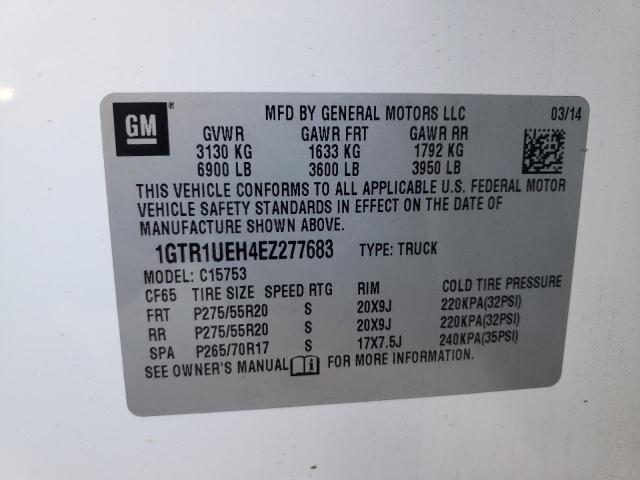 GM ®
MFD BY GENERAL MOTORS LLC 03/14
GVWR GAWR FRT GAWR RR
3130 KG 1633 KG 1792 KG
6900 LB 3600 LB 3950 LB
THIS VEHICLE CONFORMS TO ALL APPLICABLE U.S. FEDERAL MOTOR
VEHICLE SAFETY STANDARDS IN EFFECT ON THE DATE OF
MANUFACTURE SHOWN ABOVE.
1GTR1UEH4EZ277683 TYPE: TRUCK
MODEL: C15753
CF65 TIRE SIZE SPEED RTG RIM COLD TIRE PRESSURE
FRT P275/55R20 S 20X9J 220KPA(32PSI)
RR P275/55R20 S 20X9J 220KPA(32PSI)
SPA P265/70R17 S 17X7.5J 240KPA(35PSI)
SEE OWNER'S MANUAL FOR MORE INFORMATION.